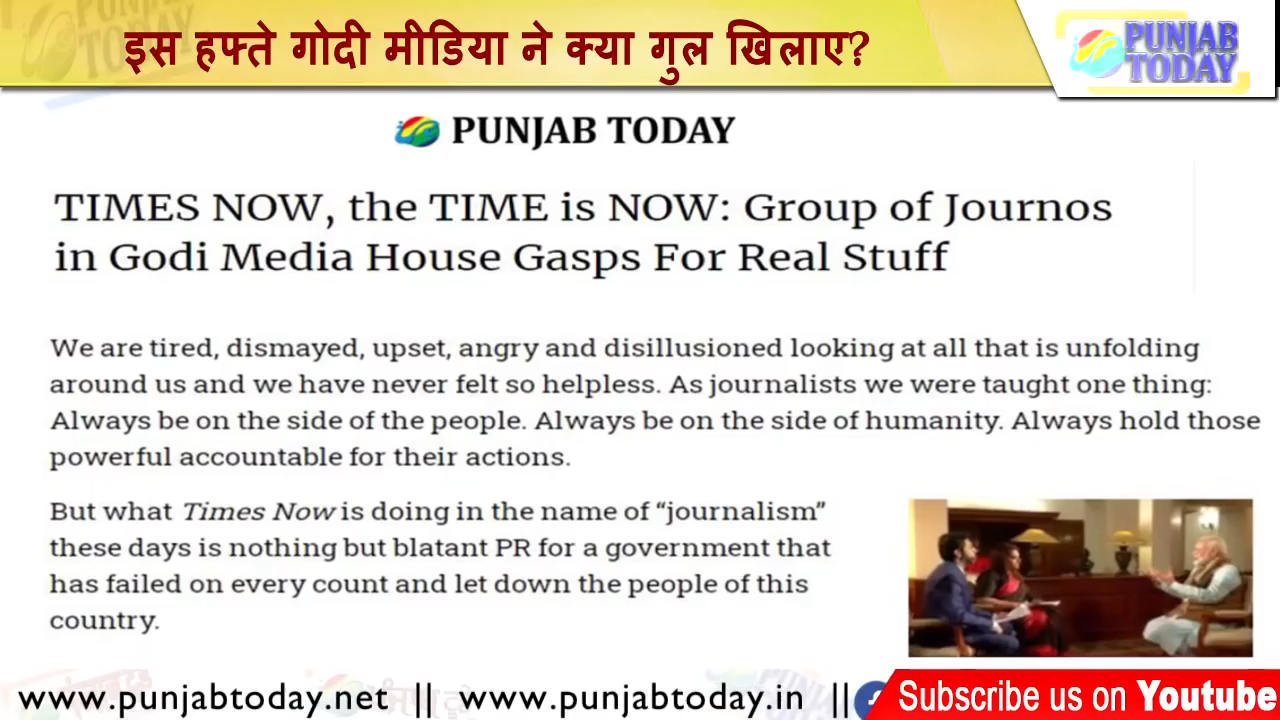 इस हफ्ते गोदी मीडिया ने क्या गुल खिलाए?
PUNJAB
TODAY
PUNJAB TODAY
TIMES NOW, the TIME is NOW: Group of Journos
in Godi Media House Gasps For Real Stuff
We are tired, dismayed, upset, angry and disillusioned looking at all that is unfolding
around us and we have never felt so helpless. As journalists we were taught one thing:
Always be on the side of the people. Always be on the side of humanity. Always hold those
powerful accountable for their actions.
But what Times Now is doing in the name of “journalism”
these days is nothing but blatant PR for a government that
has failed on every count and let down the people of this
country.
www.punjabtoday.net || www.punjabtoday.in ||
Subscribe us on Youtube